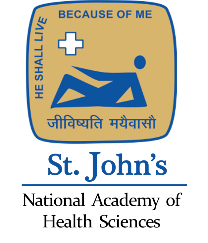 HE SHALL LIVE
BECAUSE OF ME
जीविष्यति मयैवासौ
St. John's
National Academy of
Health Sciences